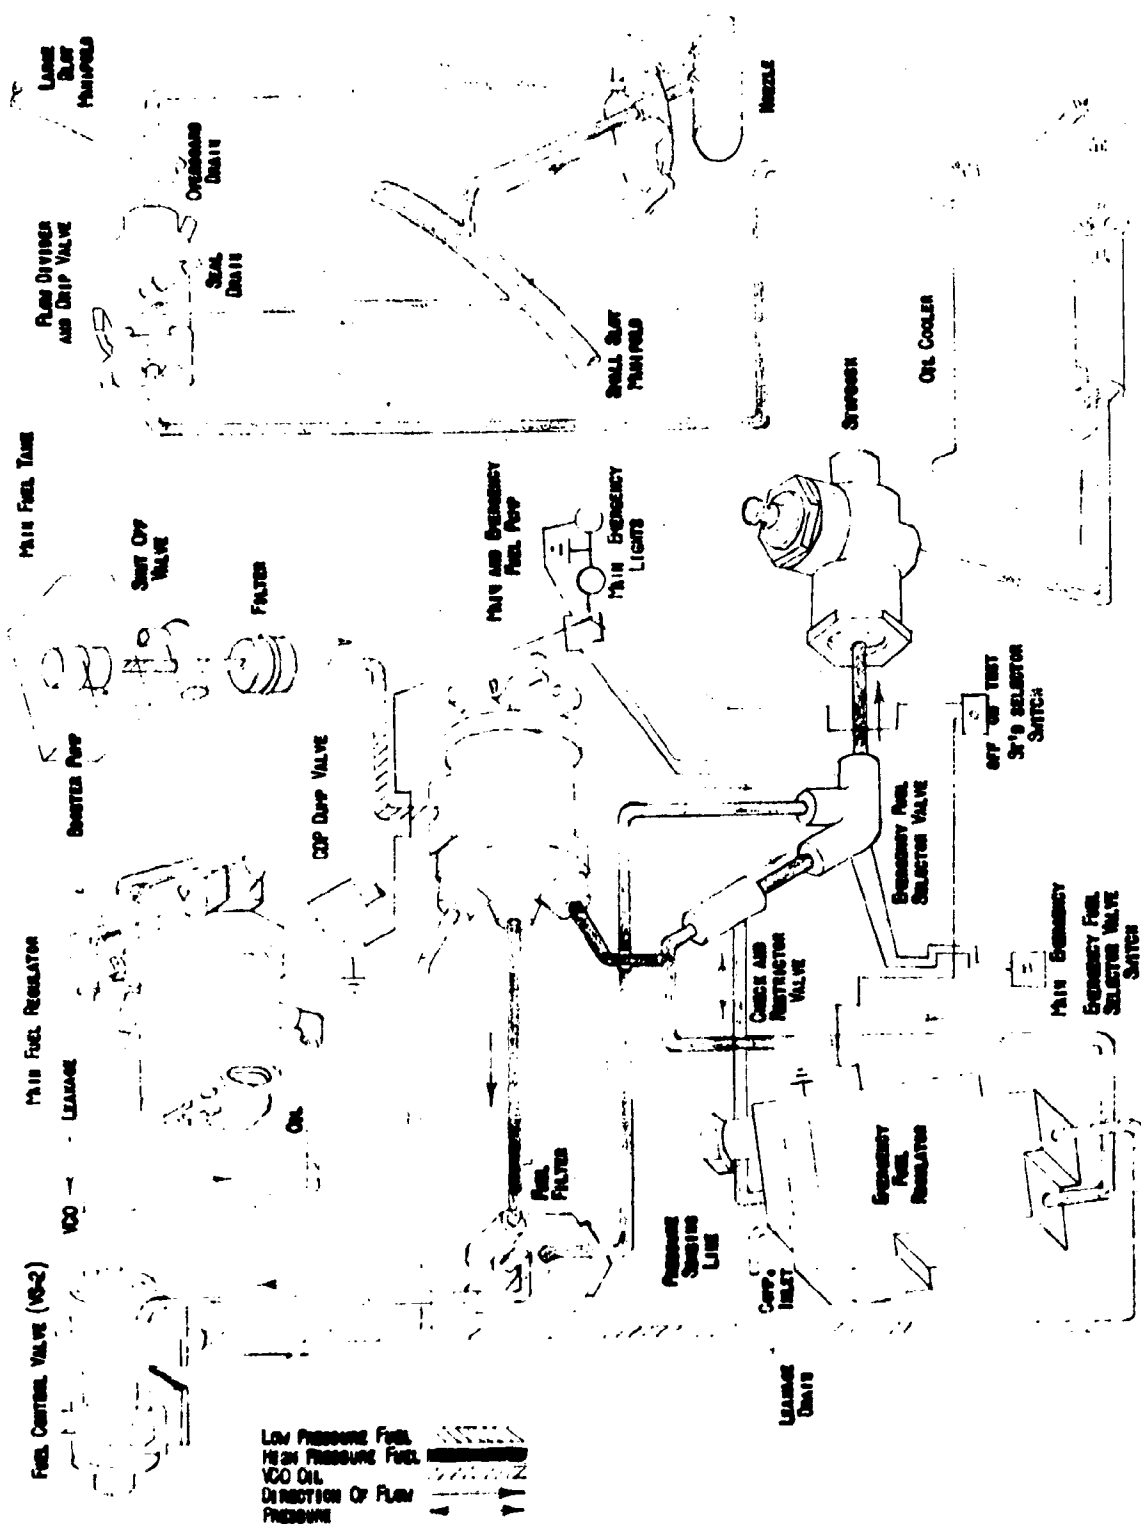 LARGE
SLOT
MANIFOLD
OVERBOARD
DRAIN
FLOW DIVIDER
AND DRIP VALVE
SEAL
DRAIN
NOZZLE
SMALL SLOT
MANIFOLD
MAIN FUEL TANK
SHUT OFF
VALVE
FILTER
BOOSTER PUMP
MAIN AND EMERGENCY
FUEL PUMP
MAIN EMERGENCY
LIGHTS
STOPCOCK
OIL COOLER
CDP DUMP VALVE
MAIN FUEL REGULATOR
VCO
LEAKAGE
OIL
FUEL CONTROL VALVE (VS-2)
FUEL
FILTER
CHECK AND
RESTRICTOR
VALVE
EMERGENCY FUEL
SELECTOR VALVE
OFF ON TEST
SELECTOR
SWITCH
MAIN EMERGENCY
EMERGENCY FUEL
SELECTOR VALVE
SWITCH
PRESSURE
SENSING
LINE
COMP.
INLET
EMERGENCY
FUEL
REGULATOR
LEAKAGE
DRAIN
LOW PRESSURE FUEL
HIGH PRESSURE FUEL
VCO OIL
DIRECTION OF FLOW
PRESSURE